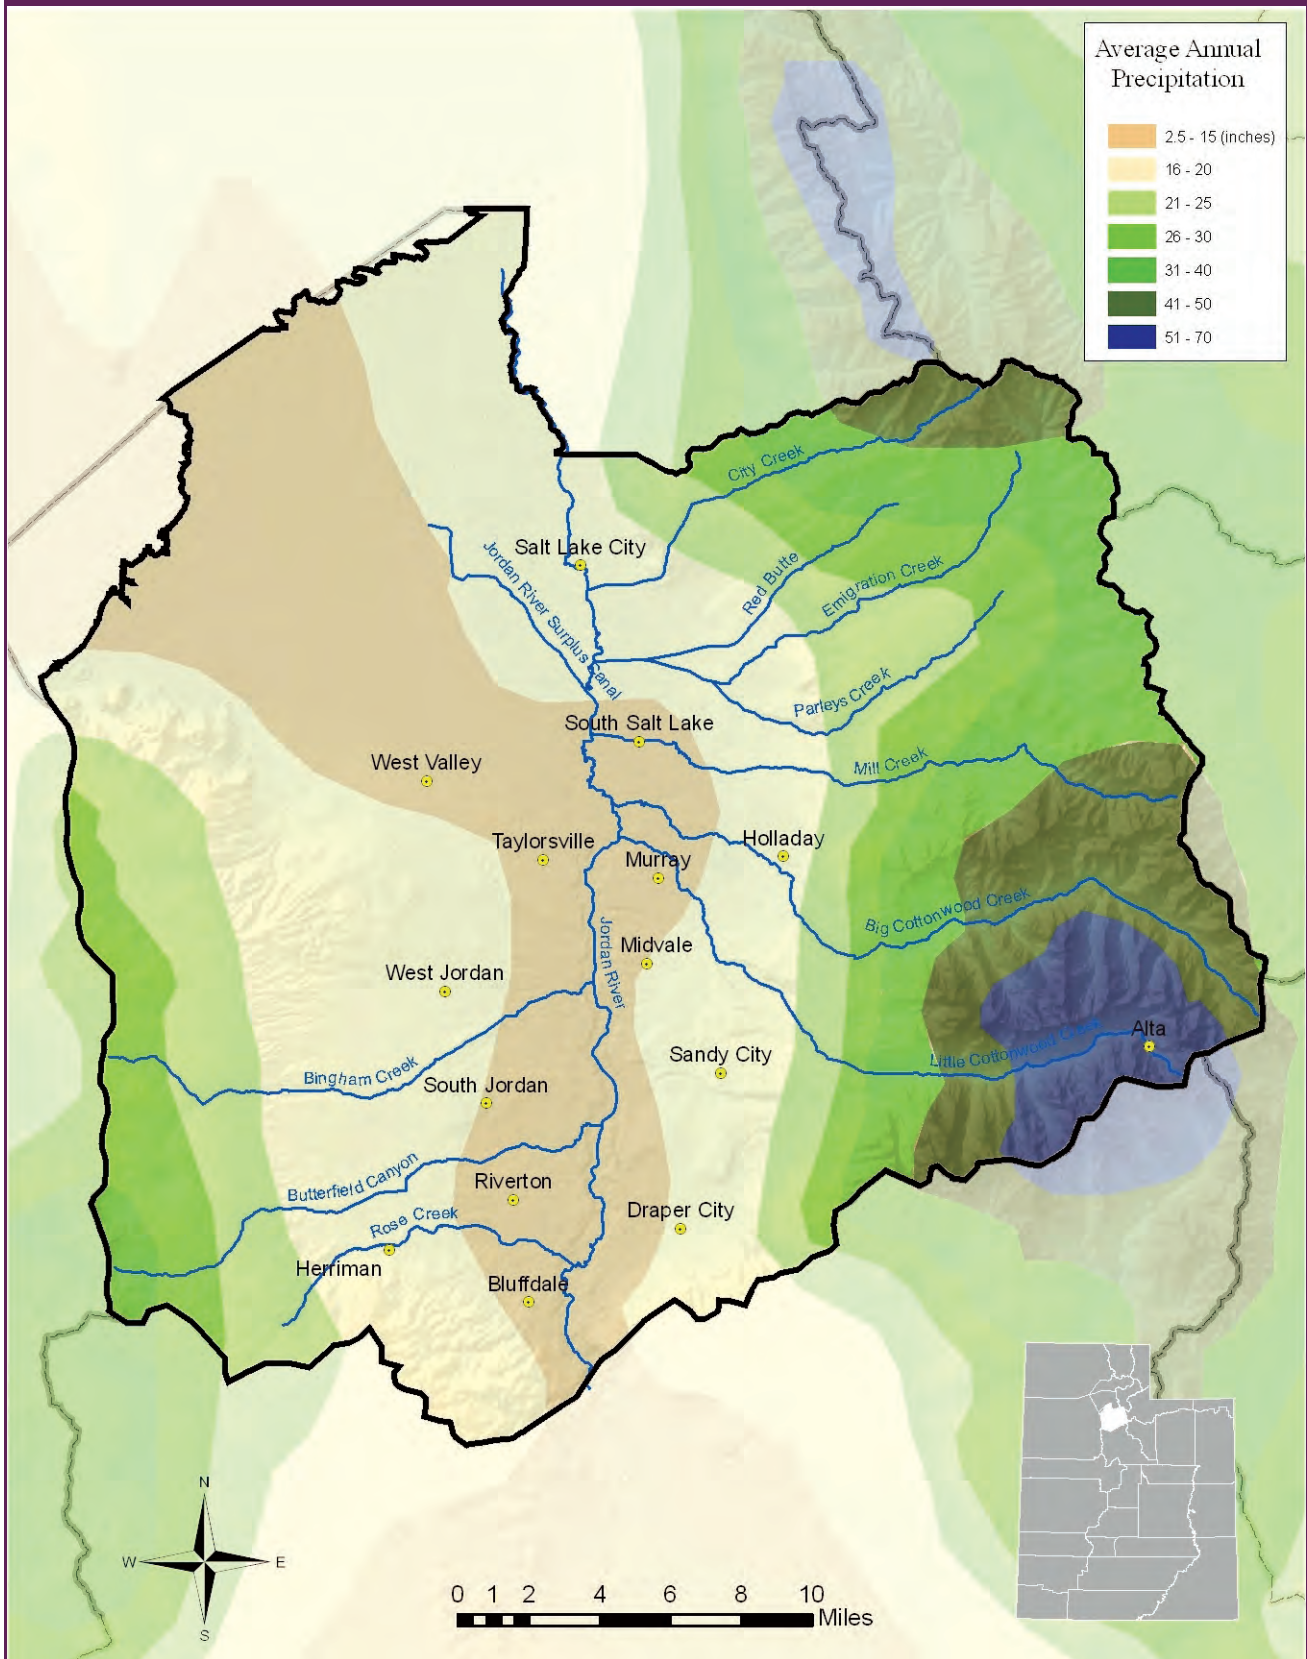 Average Annual
Precipitation
2.5 - 15 (inches)
16 - 20
21 - 25
26 - 30
31 - 40
41 - 50
51 - 70
City Creek
Salt Lake City
Jordan River Surplus Canal
Red Butte
Emigration Creek
Parleys Creek
South Salt Lake
West Valley
Mill Creek
Taylorsville
Holladay
Murray
Big Cottonwood Creek
Jordan River
Midvale
West Jordan
Alta
Little Cottonwood Creek
Sandy City
Bingham Creek
South Jordan
Butterfield Canyon
Riverton
Rose Creek
Draper City
Herriman
Bluffdale
N
W
E
S
0 1 2 4 6 8 10
Miles